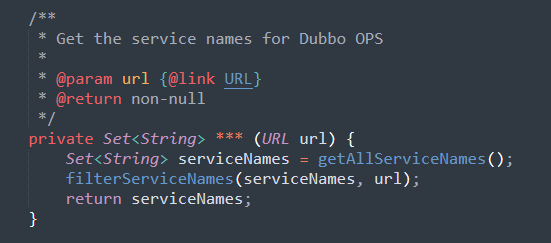 /**
 * Get the service names for Dubbo OPS
 *
 * @param url {@link URL}
 * @return non-null
 */
private Set<String> *** (URL url) {
    Set<String> serviceNames = getAllServiceNames();
    filterServiceNames(serviceNames, url);
    return serviceNames;
}